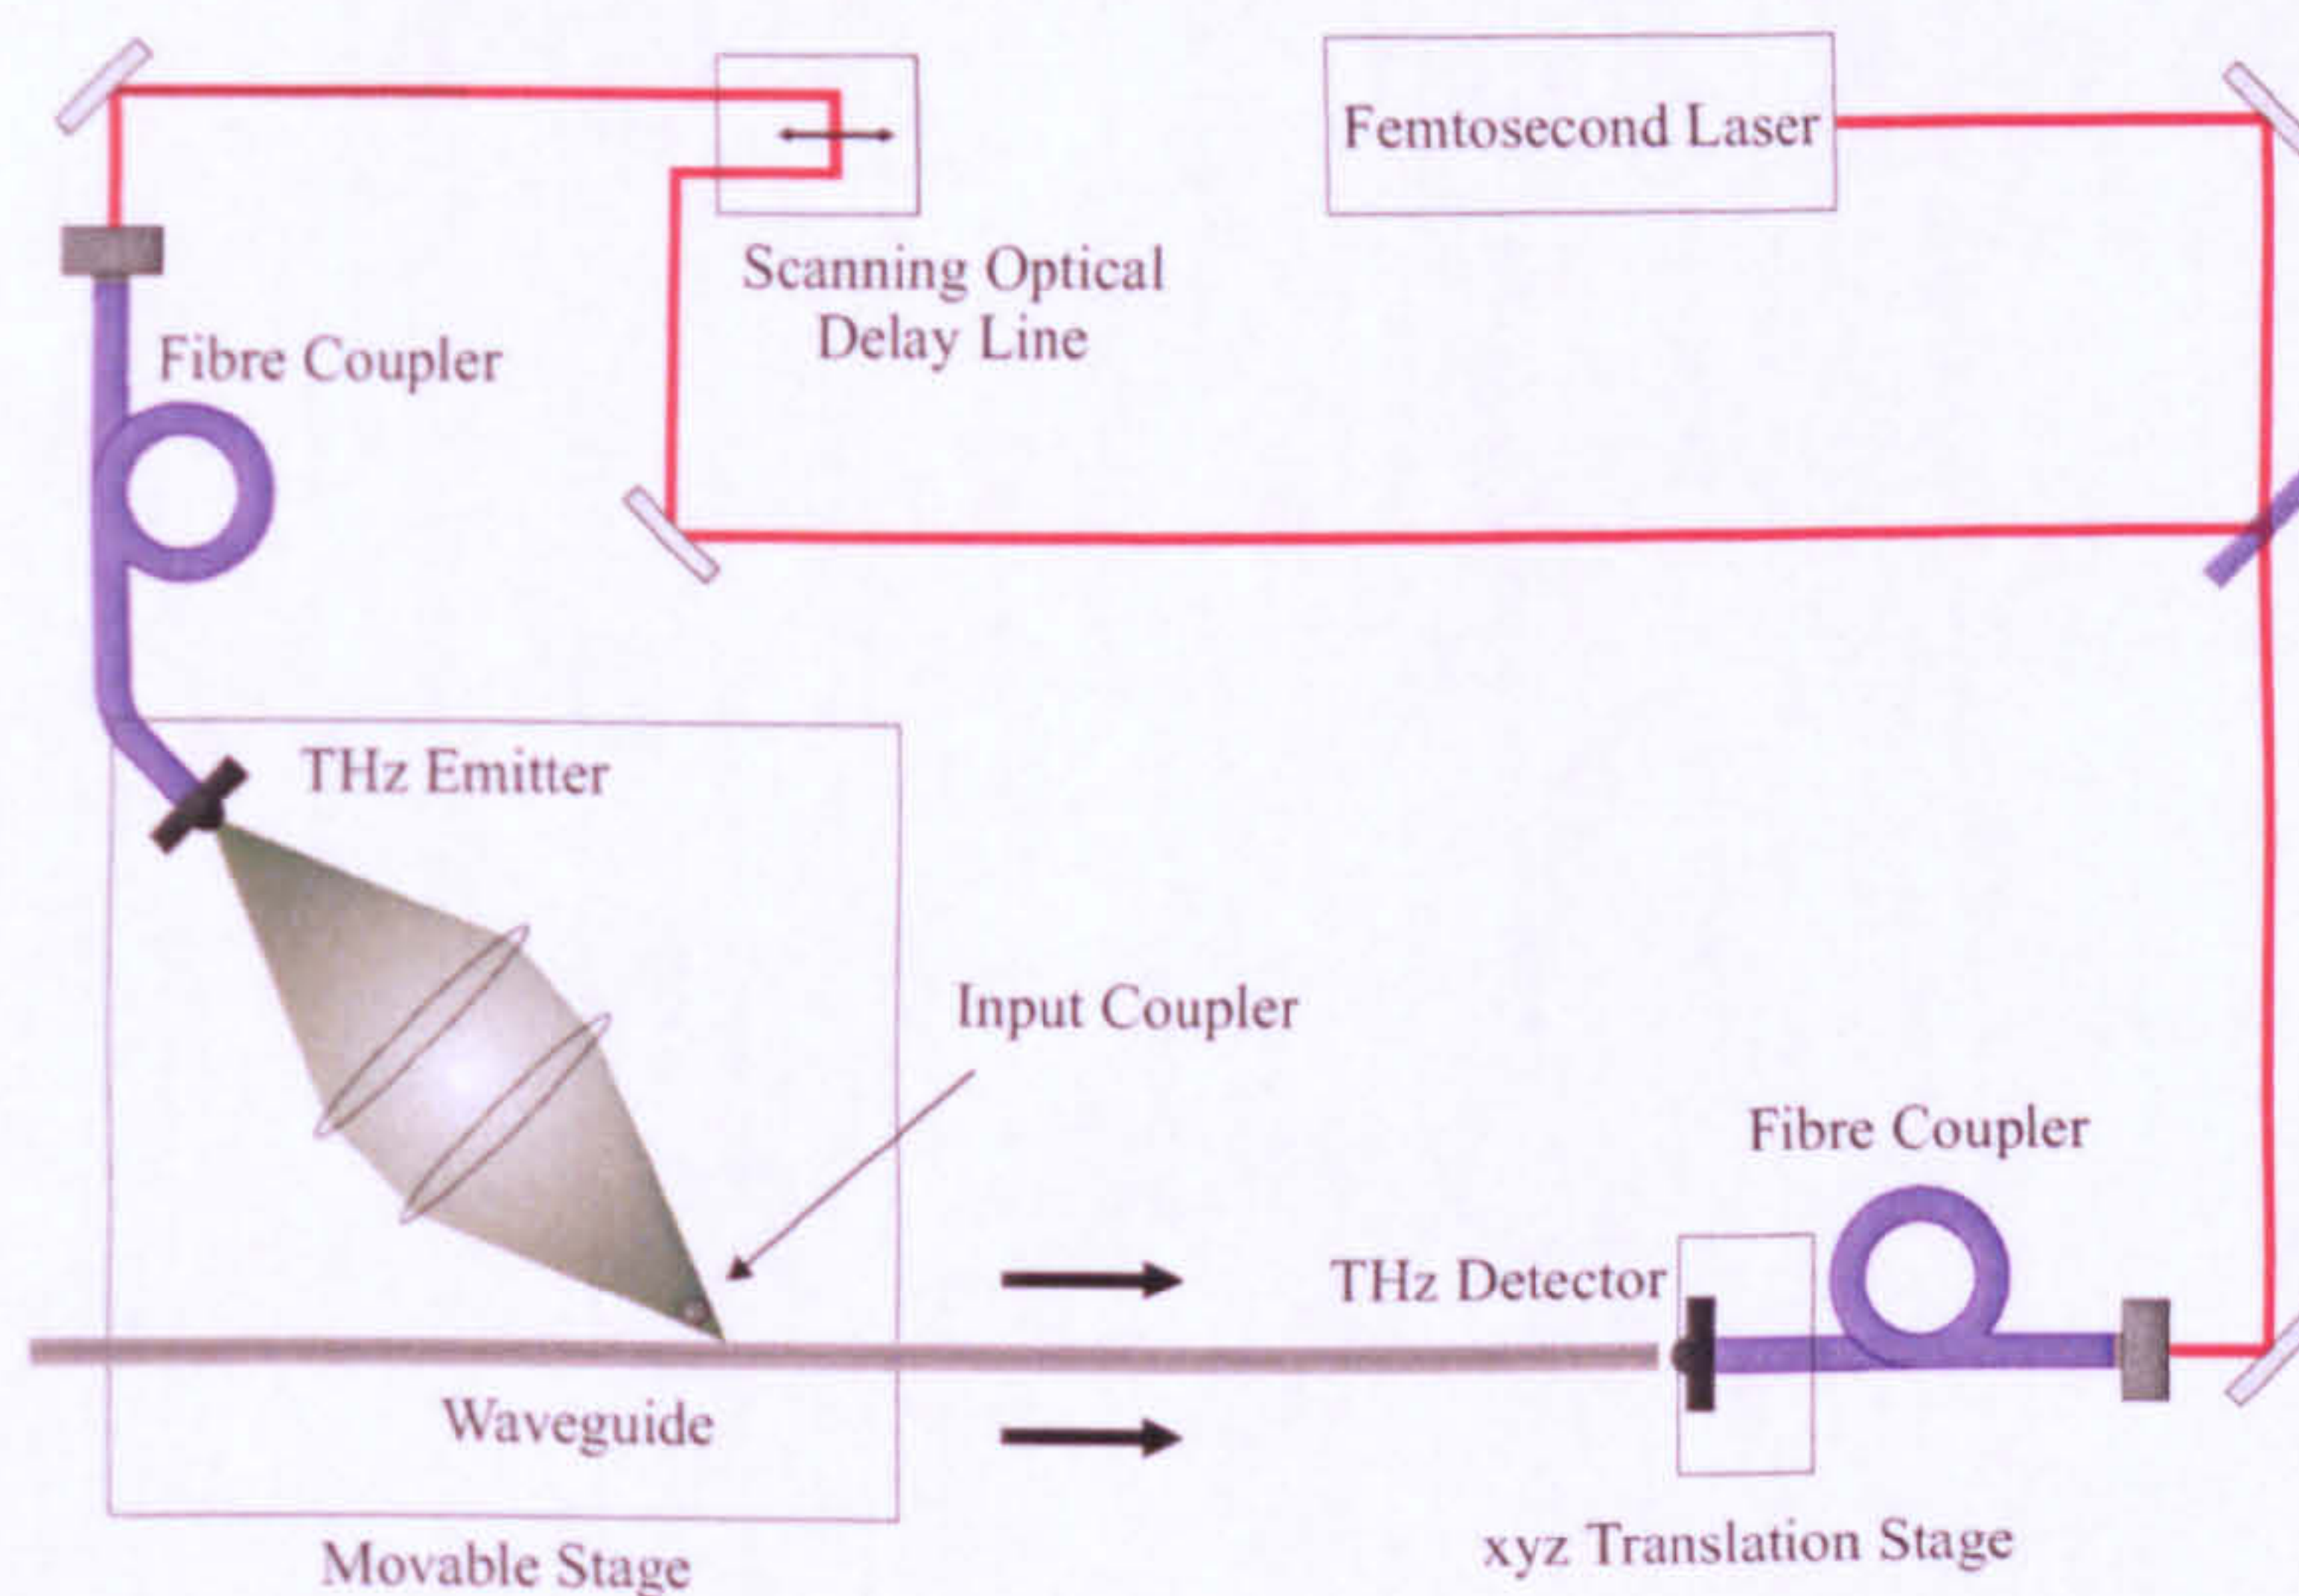 Femtosecond Laser
Scanning Optical
Delay Line
Fibre Coupler
THz Emitter
Input Coupler
Fibre Coupler
THz Detector
Waveguide
xyz Translation Stage
Movable Stage